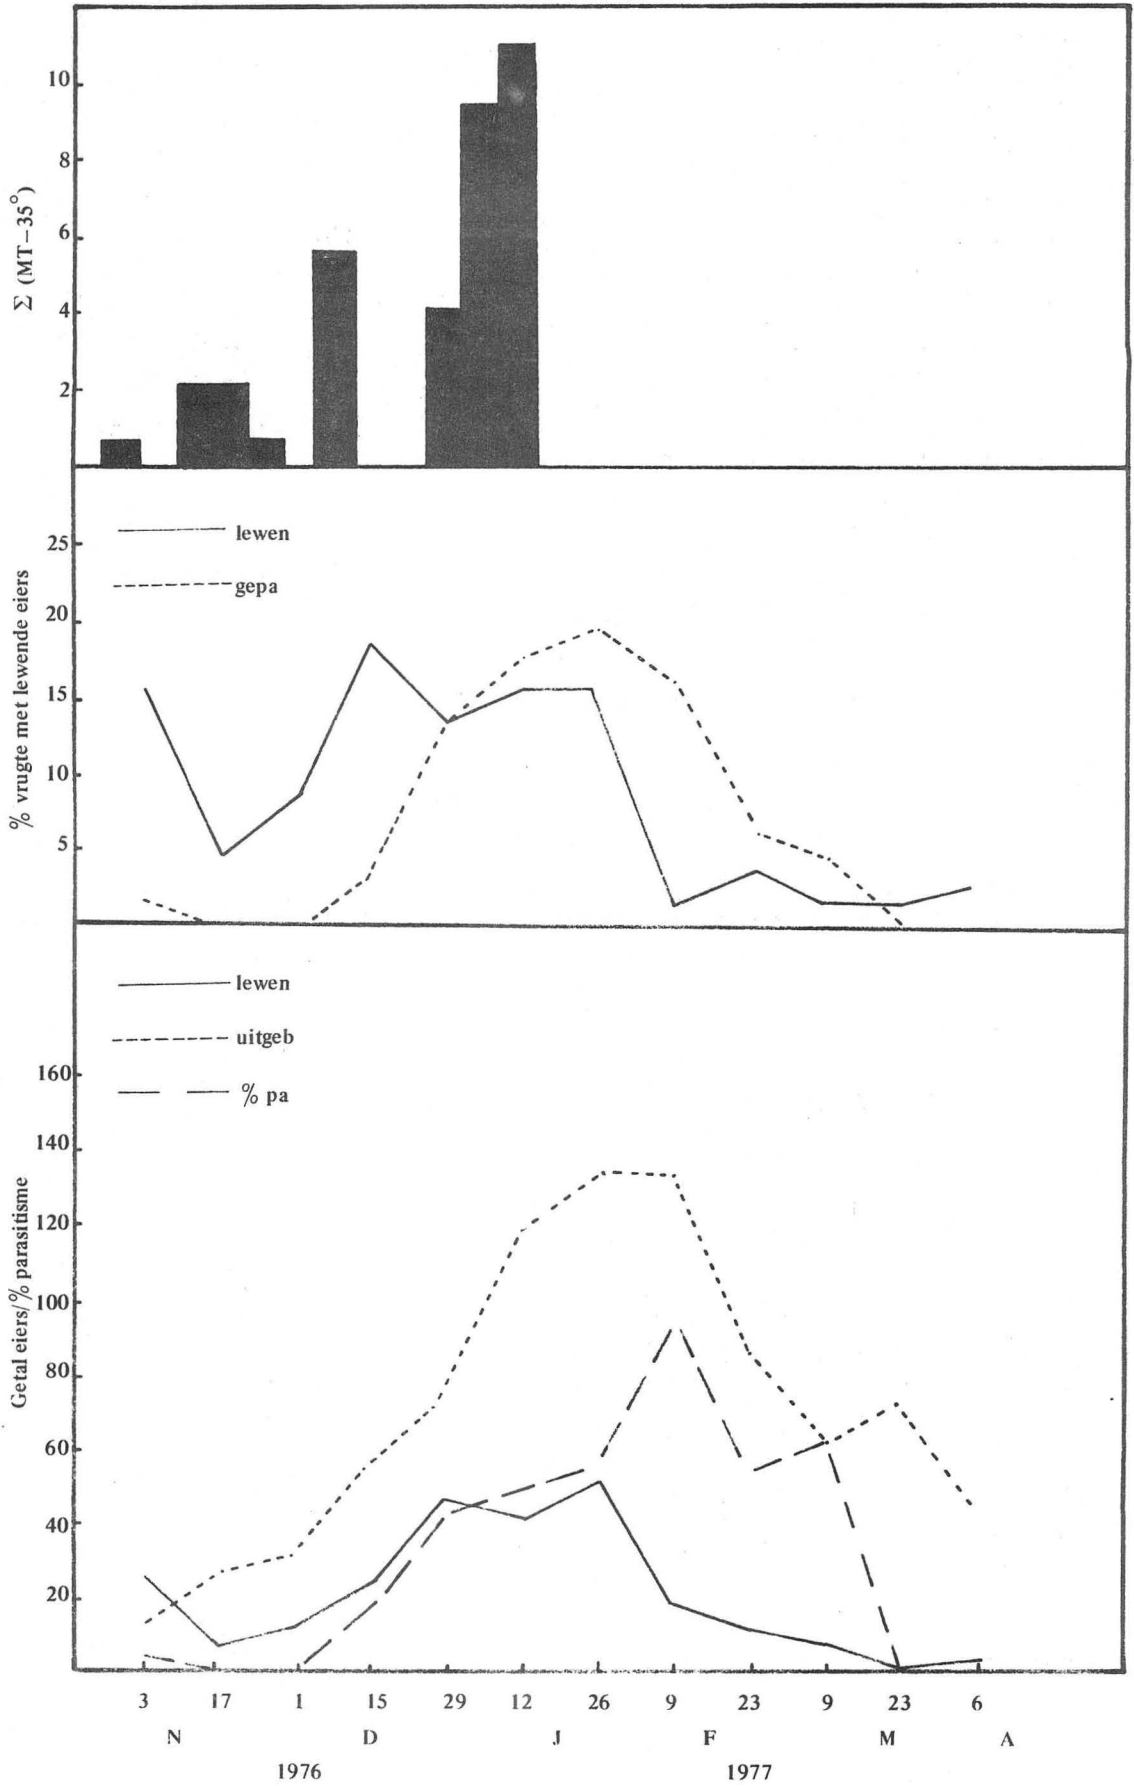 Σ (MT–35°)
10
8
6
4
2
% vrugte met lewende eiers
25
20
15
10
5
lewen
gepa
Getal eiers/% parasitisme
160
140
120
100
80
60
40
20
lewen
uitgeb
% pa
3 17 1 15 29 12 26 9 23 9 23 6
N D J F M A
1976 1977